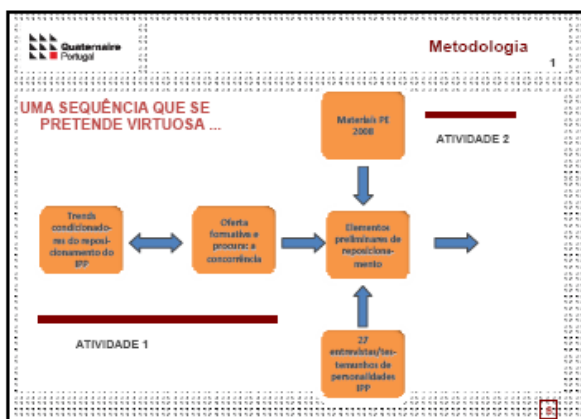 Quaternaire
Portugal
Metodologia
1
UMA SEQUÊNCIA QUE SE
PRETENDE VIRTUOSA ...
Materiais PE
2008
ATIVIDADE 2
Trends
condicionado-
res do reposi-
cionamento do
IPP
Oferta
formativa e
procura: a
concorrência
Elementos
preliminares de
reposiciona-
mento
ATIVIDADE 1
27
entrevistas/tes-
temunhos de
personalidades
IPP